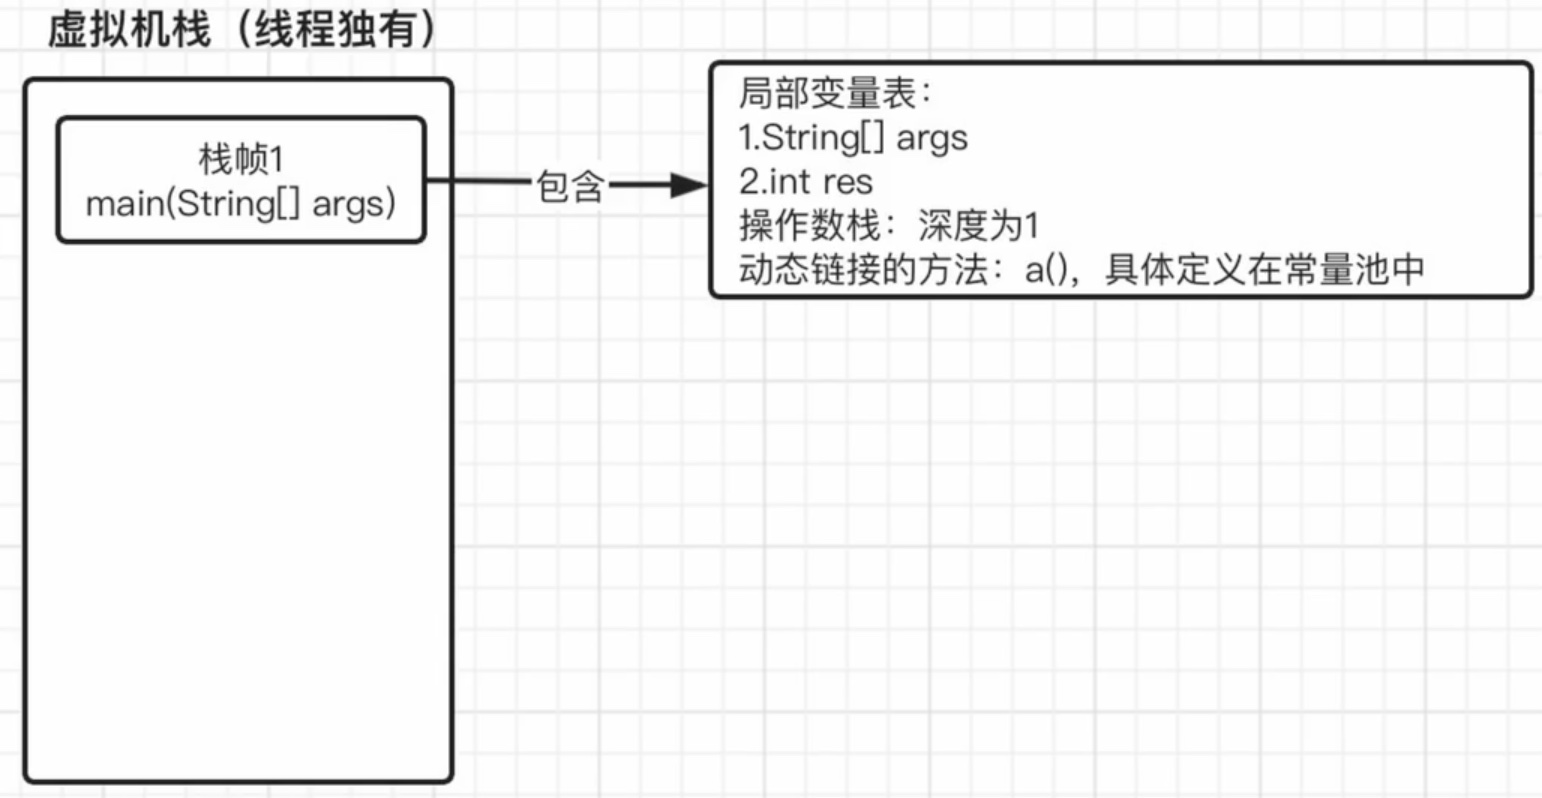 虚拟机栈（线程独有）
栈帧1
main(String[] args)
包含
局部变量表：
1.String[] args
2.int res
操作数栈：深度为1
动态链接的方法：a()，具体定义在常量池中